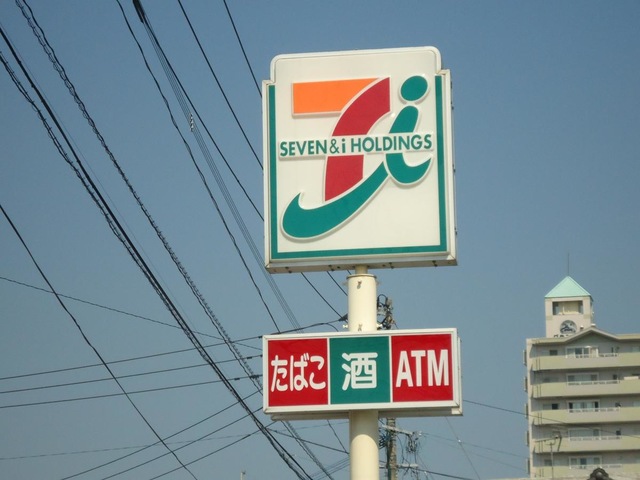 SEVEN&i HOLDINGS
たばこ 酒 ATM